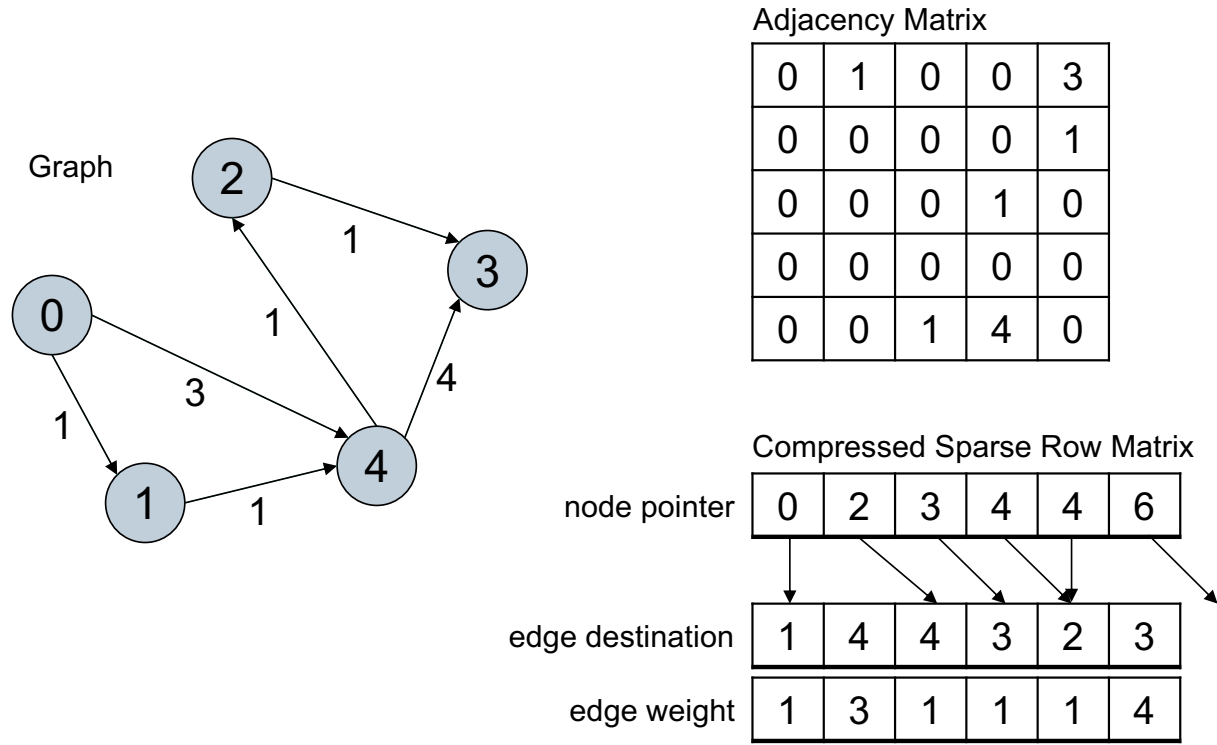 Graph
2
3
0
4
1
1
1
3
4
1
1
Adjacency Matrix
0 1 0 0 3
0 0 0 0 1
0 0 0 1 0
0 0 0 0 0
0 0 1 4 0
Compressed Sparse Row Matrix
node pointer 0 2 3 4 4 6
edge destination 1 4 4 3 2 3
edge weight 1 3 1 1 1 4